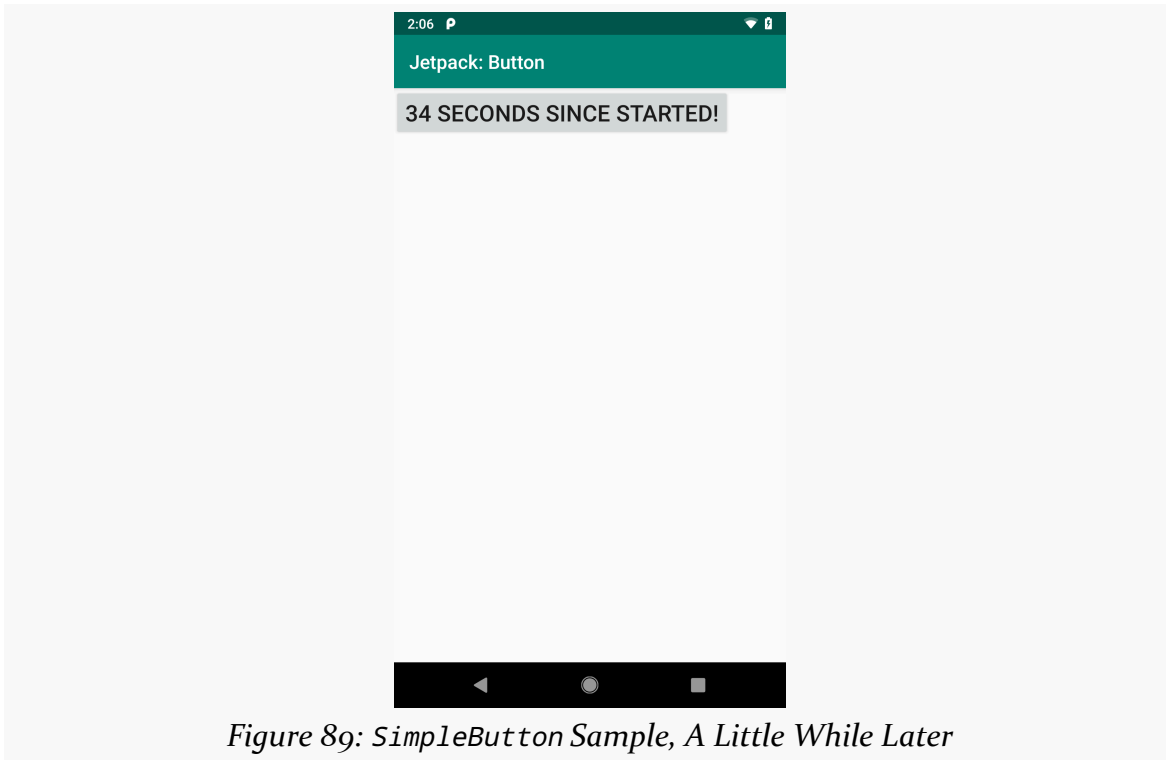 2:06
Jetpack: Button
34 SECONDS SINCE STARTED!
Figure 89: SimpleButton Sample, A Little While Later